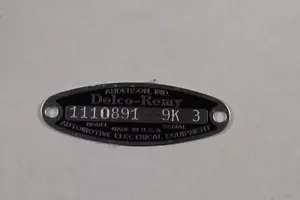 ANDERSON, IND.
Delco-Remy
1110891 9K 3
MODEL SERIAL
MADE IN U.S.A.
AUTOMOTIVE ELECTRICAL EQUIPMENT